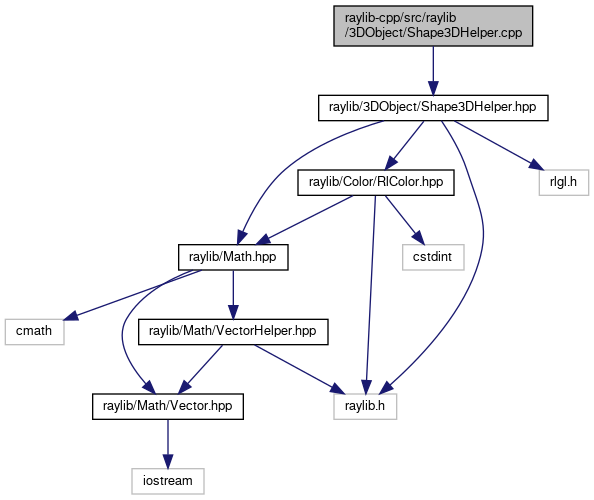 raylib-cpp/src/raylib
/3DObject/Shape3DHelper.cpp
raylib/3DObject/Shape3DHelper.hpp
raylib/Color/RlColor.hpp
rlgl.h
raylib/Math.hpp
cstdint
cmath
raylib/Math/VectorHelper.hpp
raylib/Math/Vector.hpp
raylib.h
iostream